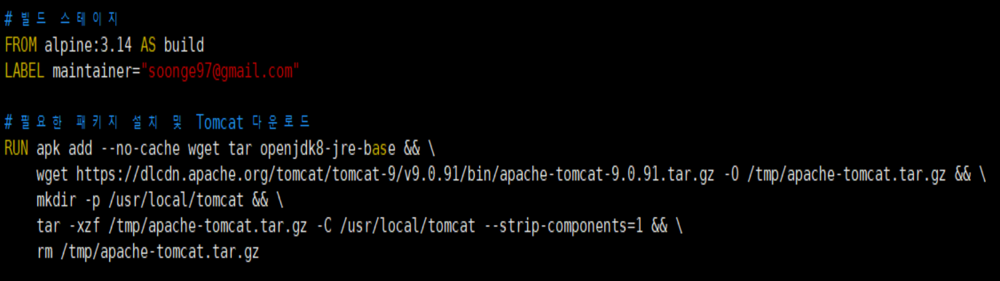 # 빌드 스테이지
FROM alpine:3.14 AS build
LABEL maintainer="soonge97@gmail.com"
# 필요한 패키지 설치 및 Tomcat 다운로드
RUN apk add --no-cache wget tar openjdk8-jre-base && \
wget https://dlcdn.apache.org/tomcat/tomcat-9/v9.0.91/bin/apache-tomcat-9.0.91.tar.gz -O /tmp/apache-tomcat.tar.gz && \
mkdir -p /usr/local/tomcat && \
tar -xzf /tmp/apache-tomcat.tar.gz -C /usr/local/tomcat --strip-components=1 && \
rm /tmp/apache-tomcat.tar.gz